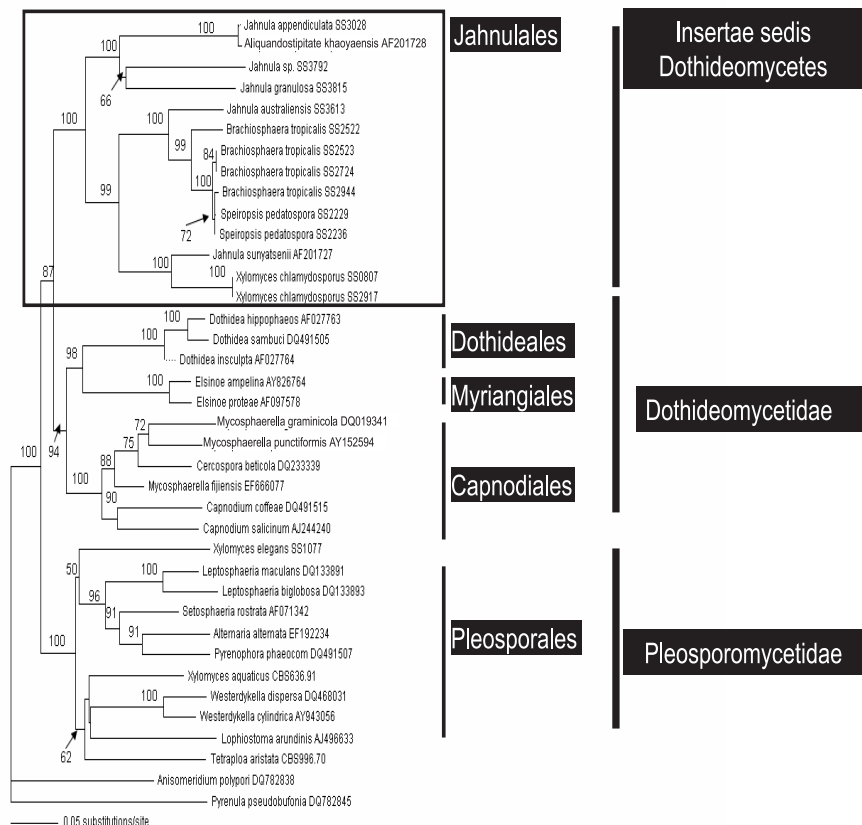 Jahnula appendiculata SS3028
Aliquandostipitate khaoyaensis AF201728
Jahnula sp. SS3792
Jahnula granulosa SS3815
Jahnula australiensis SS3613
Brachiosphaera tropicalis SS2522
Brachiosphaera tropicalis SS2523
Brachiosphaera tropicalis SS2724
Brachiosphaera tropicalis SS2944
Speiropsis pedatospora SS2229
Speiropsis pedatospora SS2236
Jahnula sunyatsenii AF201727
Xylomyces chlamydosporus SS0807
Xylomyces chlamydosporus SS2917
Dothidea hippophaeos AF027763
Dothidea sambuci DQ491505
Dothidea insculpta AF027764
Elsinoe ampelina AY826764
Elsinoe proteae AF097578
Mycosphaerella graminicola DQ019341
Mycosphaerella punctiformis AY152594
Cercospora beticola DQ233339
Mycosphaerella fijiensis EF666077
Capnodium coffeae DQ491515
Capnodium salicinum AJ244240
Xylomyces elegans SS1077
Leptosphaeria maculans DQ133891
Leptosphaeria biglobosa DQ133893
Setosphaeria rostrata AF071342
Alternaria alternata EF192234
Pyrenophora phaeocom DQ491507
Xylomyces aquaticus CBS636.91
Westerdykella dispersa DQ468031
Westerdykella cylindrica AY943056
Lophiostoma arundinis AJ496633
Tetraploa aristata CBS996.70
Anisomeridium polypori DQ782838
Pyrenula pseudobufonia DQ782845
0.05 substitutions/site
100
100
66
100
100
99
84
100
99
72
100
100
87
100
100
98
100
72
75
88
94
100
90
100
50
100
96
91
91
100
100
62
Jahnulales
Dothideales
Myriangiales
Capnodiales
Pleosporales
Insertae sedis
Dothideomycetes
Dothideomycetidae
Pleosporomycetidae